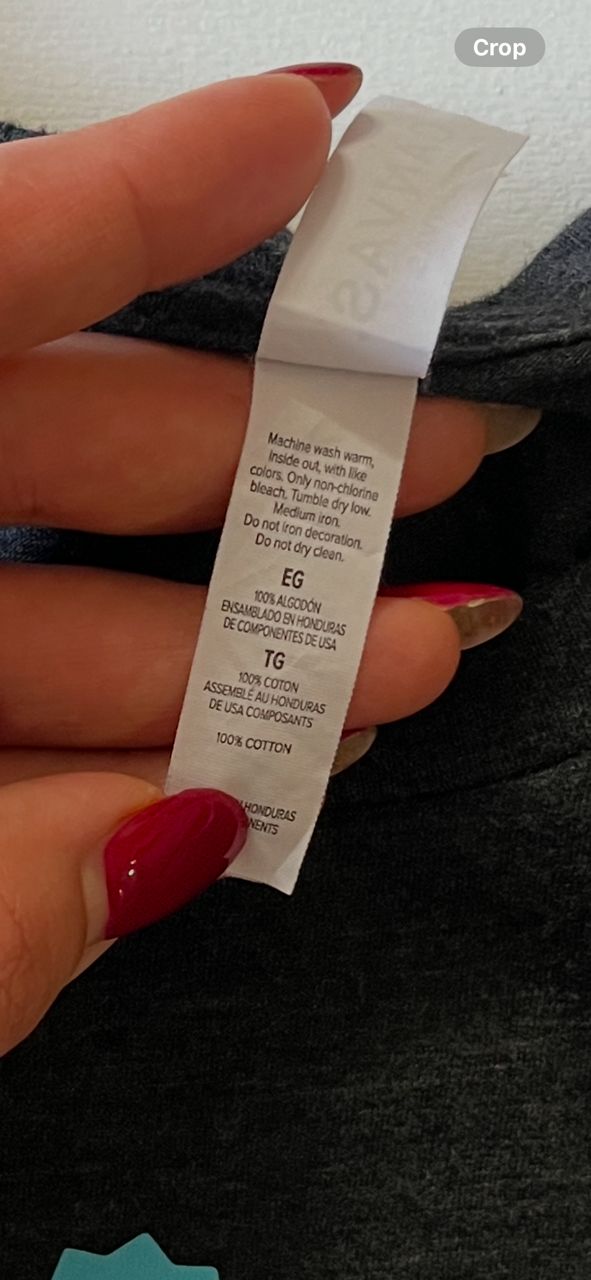 Crop
Machine wash warm,
inside out, with like
colors. Only non-chlorine
bleach. Tumble dry low.
Medium iron.
Do not iron decoration.
Do not dry clean.
EG
100% ALGODÓN
ENSAMBLADO EN HONDURAS
DE COMPONENTES DE USA
TG
100% COTON
ASSEMBLÉ AU HONDURAS
DE USA COMPOSANTS
100% COTTON
HONDURAS